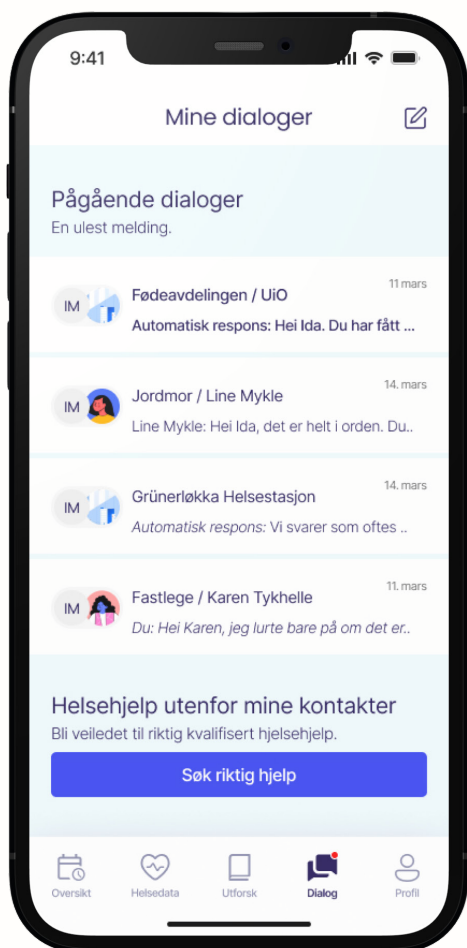 9:41
Mine dialoger
Pågående dialoger
En ulest melding.
11 mars
Fødeavdelingen / UiO
IM
Automatisk respons: Hei Ida. Du har fått ...
14. mars
Jordmor / Line Mykle
IM
Line Mykle: Hei Ida, det er helt i orden. Du..
14. mars
Grünerløkka Helsestasjon
IM
Automatisk respons: Vi svarer som oftes ..
11. mars
Fastlege / Karen Tykhelle
IM
Du: Hei Karen, jeg lurte bare på om det er..
Helsehjelp utenfor mine kontakter
Bli veiledet til riktig kvalifisert hjelsehjelp.
Søk riktig hjelp
Oversikt Helsedata Utforsk Dialog Profil